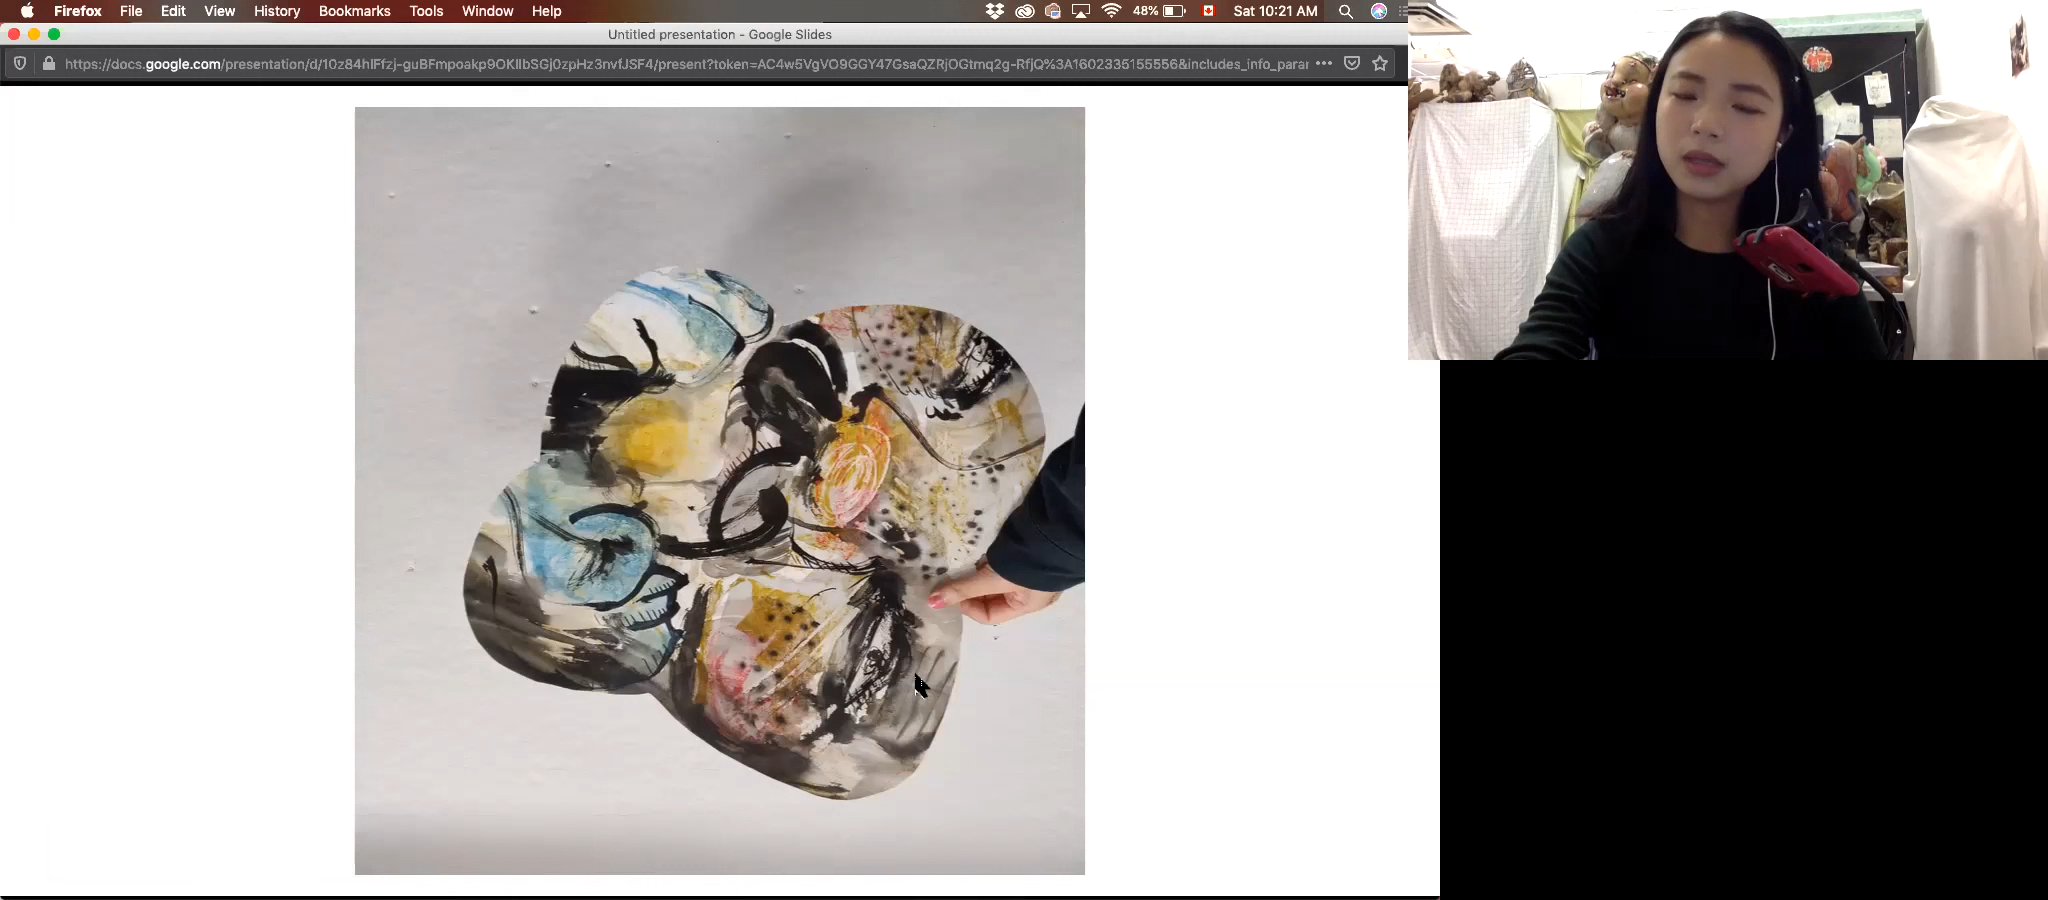 Firefox File Edit View History Bookmarks Tools Window Help 48% Sat 10:21 AM
Untitled presentation - Google Slides
https://docs.google.com/presentation/d/10z84hIFfzj-guBFmpoakp9OKIlbSGj0zpHz3nvfJSF4/present?token=AC4w5VgVO9GGY47GsaQZRjOGtmq2g-RfjQ%3A1602335155556&includes_info_parar